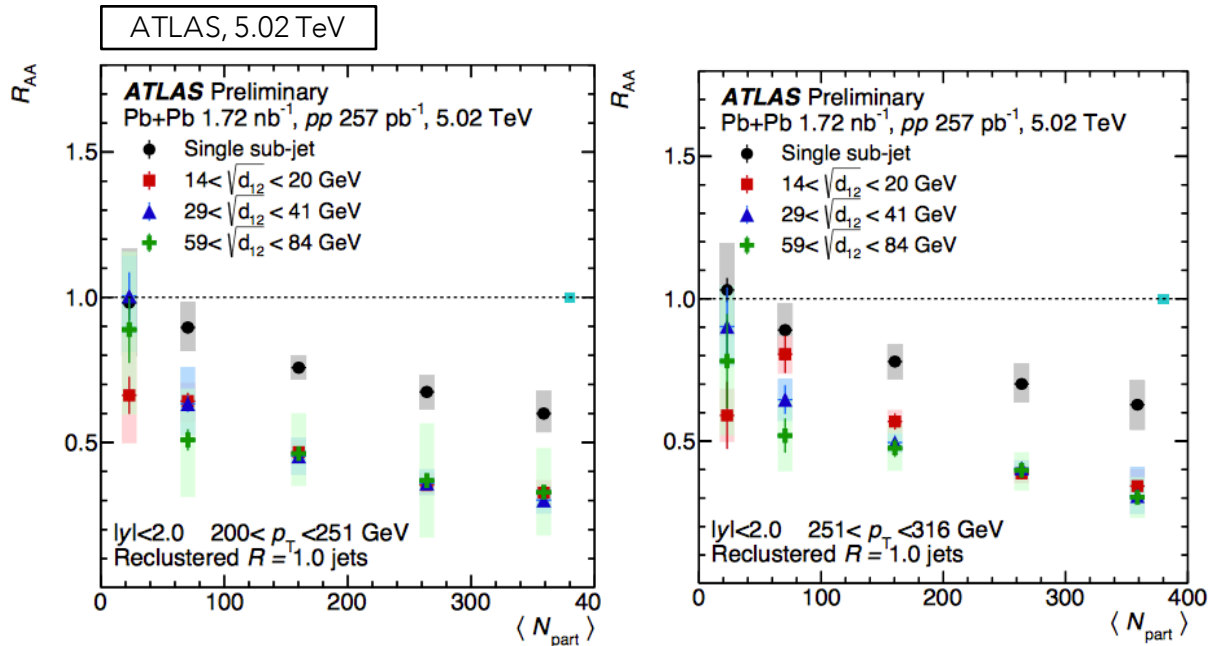 ATLAS, 5.02 TeV
R_AA
ATLAS Preliminary
Pb+Pb 1.72 nb⁻¹, pp 257 pb⁻¹, 5.02 TeV
Single sub-jet
14< √d₁₂ < 20 GeV
29< √d₁₂ < 41 GeV
59< √d₁₂ < 84 GeV
1.5
1.0
0.5
|y|<2.0 200< p_T <251 GeV
Reclustered R = 1.0 jets
0 100 200 300 40
⟨ N_part ⟩
R_AA
ATLAS Preliminary
Pb+Pb 1.72 nb⁻¹, pp 257 pb⁻¹, 5.02 TeV
Single sub-jet
14< √d₁₂ < 20 GeV
29< √d₁₂ < 41 GeV
59< √d₁₂ < 84 GeV
1.5
1.0
0.5
|y|<2.0 251< p_T <316 GeV
Reclustered R = 1.0 jets
0 100 200 300 400
⟨ N_part ⟩